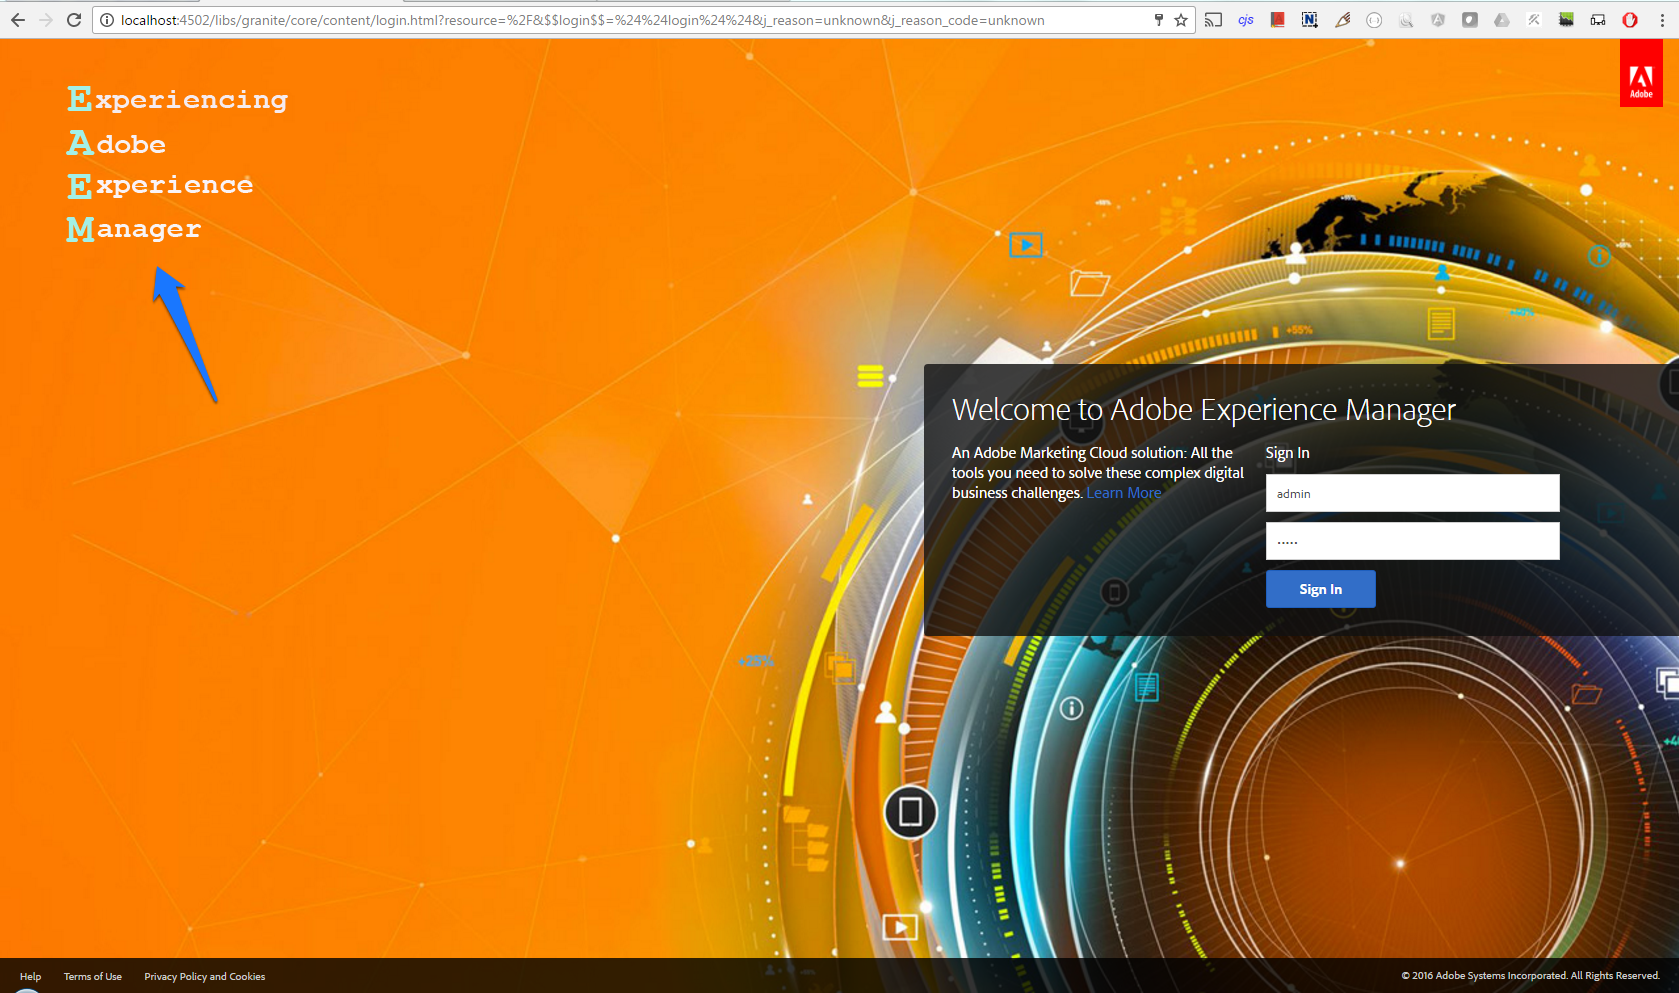 localhost:4502/libs/granite/core/content/login.html?resource=%2F&$$login$$=%24%24login%24%24&j_reason=unknown&j_reason_code=unknown
cjs
Experiencing
Adobe
Experience
Manager
Adobe
+55%
Welcome to Adobe Experience Manager
An Adobe Marketing Cloud solution: All the
tools you need to solve these complex digital
business challenges. Learn More
Sign In
admin
.....
Sign In
+25%
Help
Terms of Use
Privacy Policy and Cookies
© 2016 Adobe Systems Incorporated. All Rights Reserved.